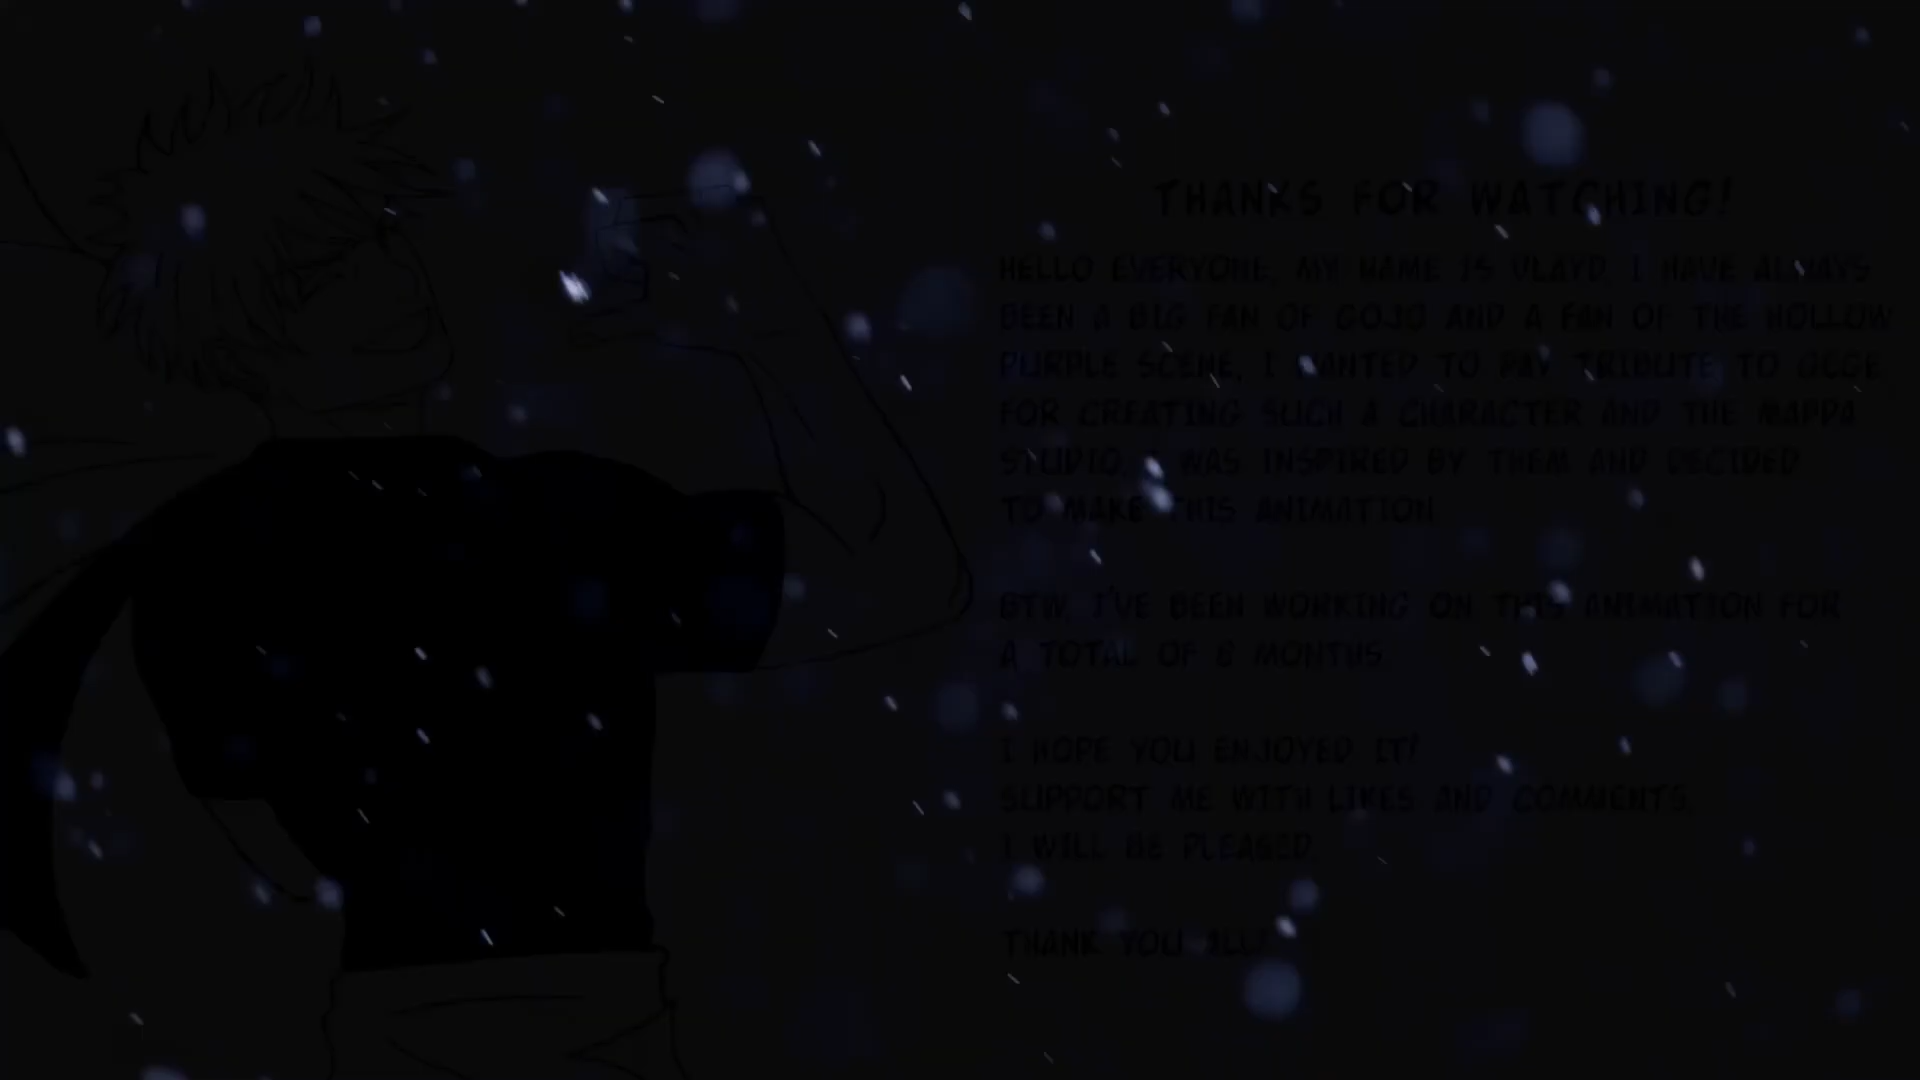 THANKS FOR WATCHING!
HELLO EVERYONE, MY NAME IS VLAYD. I HAVE ALWAYS
BEEN A BIG FAN OF GOJO AND A FAN OF THE HOLLOW
PURPLE SCENE, I WANTED TO PAY TRIBUTE TO GEGE
FOR CREATING SUCH A CHARACTER AND THE MAPPA
STUDIO, I WAS INSPIRED BY THEM AND DECIDED
TO MAKE THIS ANIMATION
BTW, I'VE BEEN WORKING ON THIS ANIMATION FOR
A TOTAL OF MONTHS.
I HOPE YOU ENJOYED IT!
SUPPORT ME WITH LIKES AND COMMENTS,
I WILL BE PLEASED
THANK YOU ALL!